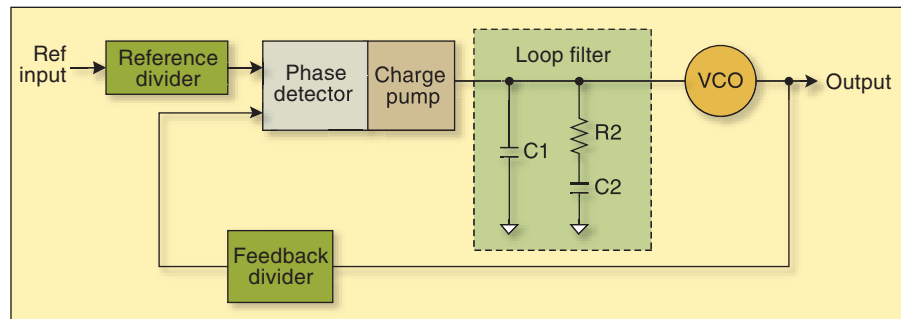 Ref
input
Reference
divider
Phase
detector
Charge
pump
Loop filter
C1
R2
C2
VCO
Output
Feedback
divider